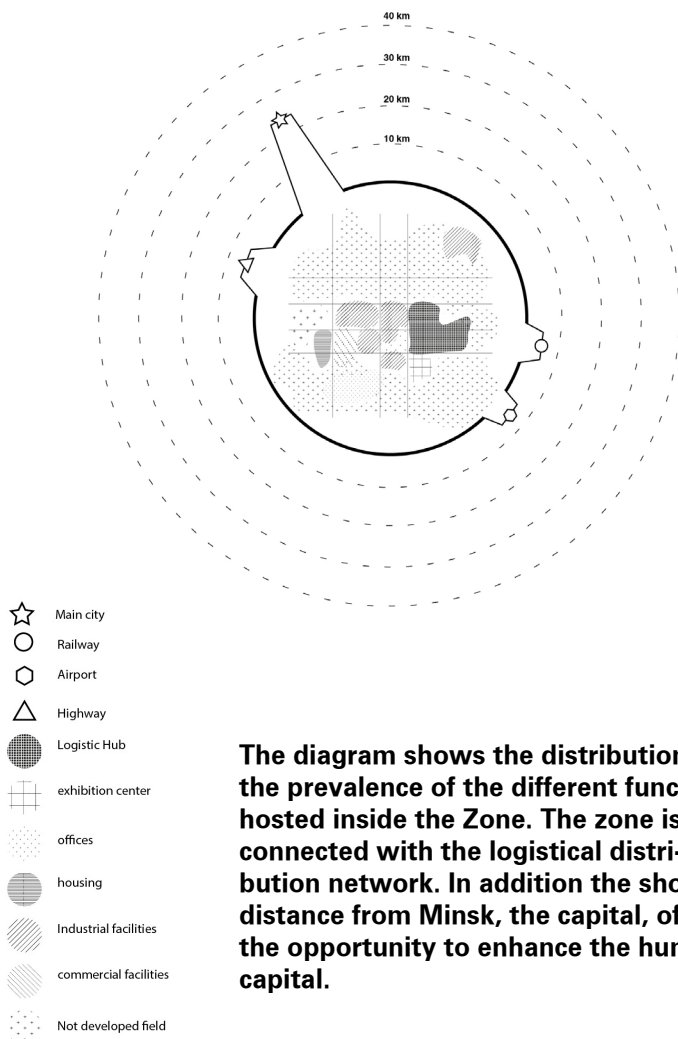 40 km
30 km
20 km
10 km
Main city
Railway
Airport
Highway
Logistic Hub
exhibition center
offices
housing
Industrial facilities
commercial facilities
Not developed field
The diagram shows the distribution
the prevalence of the different func
hosted inside the Zone. The zone is
connected with the logistical distri-
bution network. In addition the sho
distance from Minsk, the capital, of
the opportunity to enhance the hum
capital.